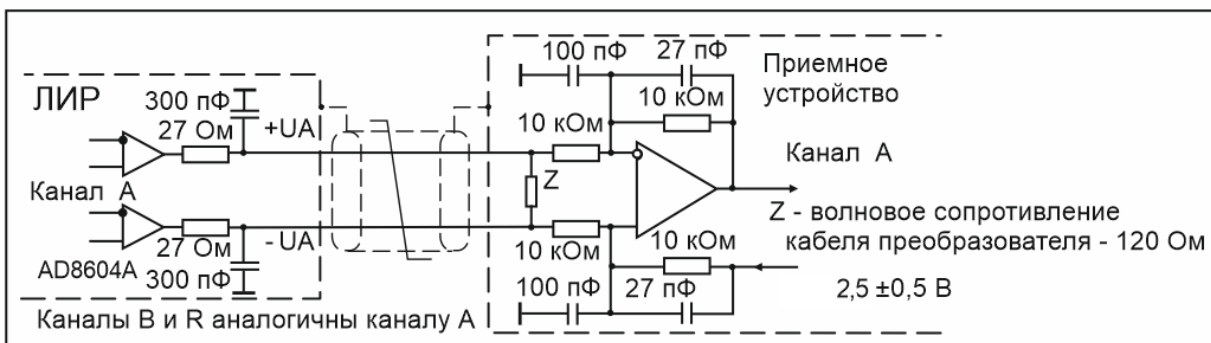 ЛИР
300 пФ
27 Ом
+UA
Канал А
27 Ом
-UA
AD8604A
300 пФ
Каналы В и R аналогичны каналу А
100 пФ
27 пФ
10 кОм
10 кОм
Z
10 кОм
10 кОм
100 пФ
27 пФ
Приемное
устройство
Канал А
Z - волновое сопротивление
кабеля преобразователя - 120 Ом
2,5 ±0,5 В